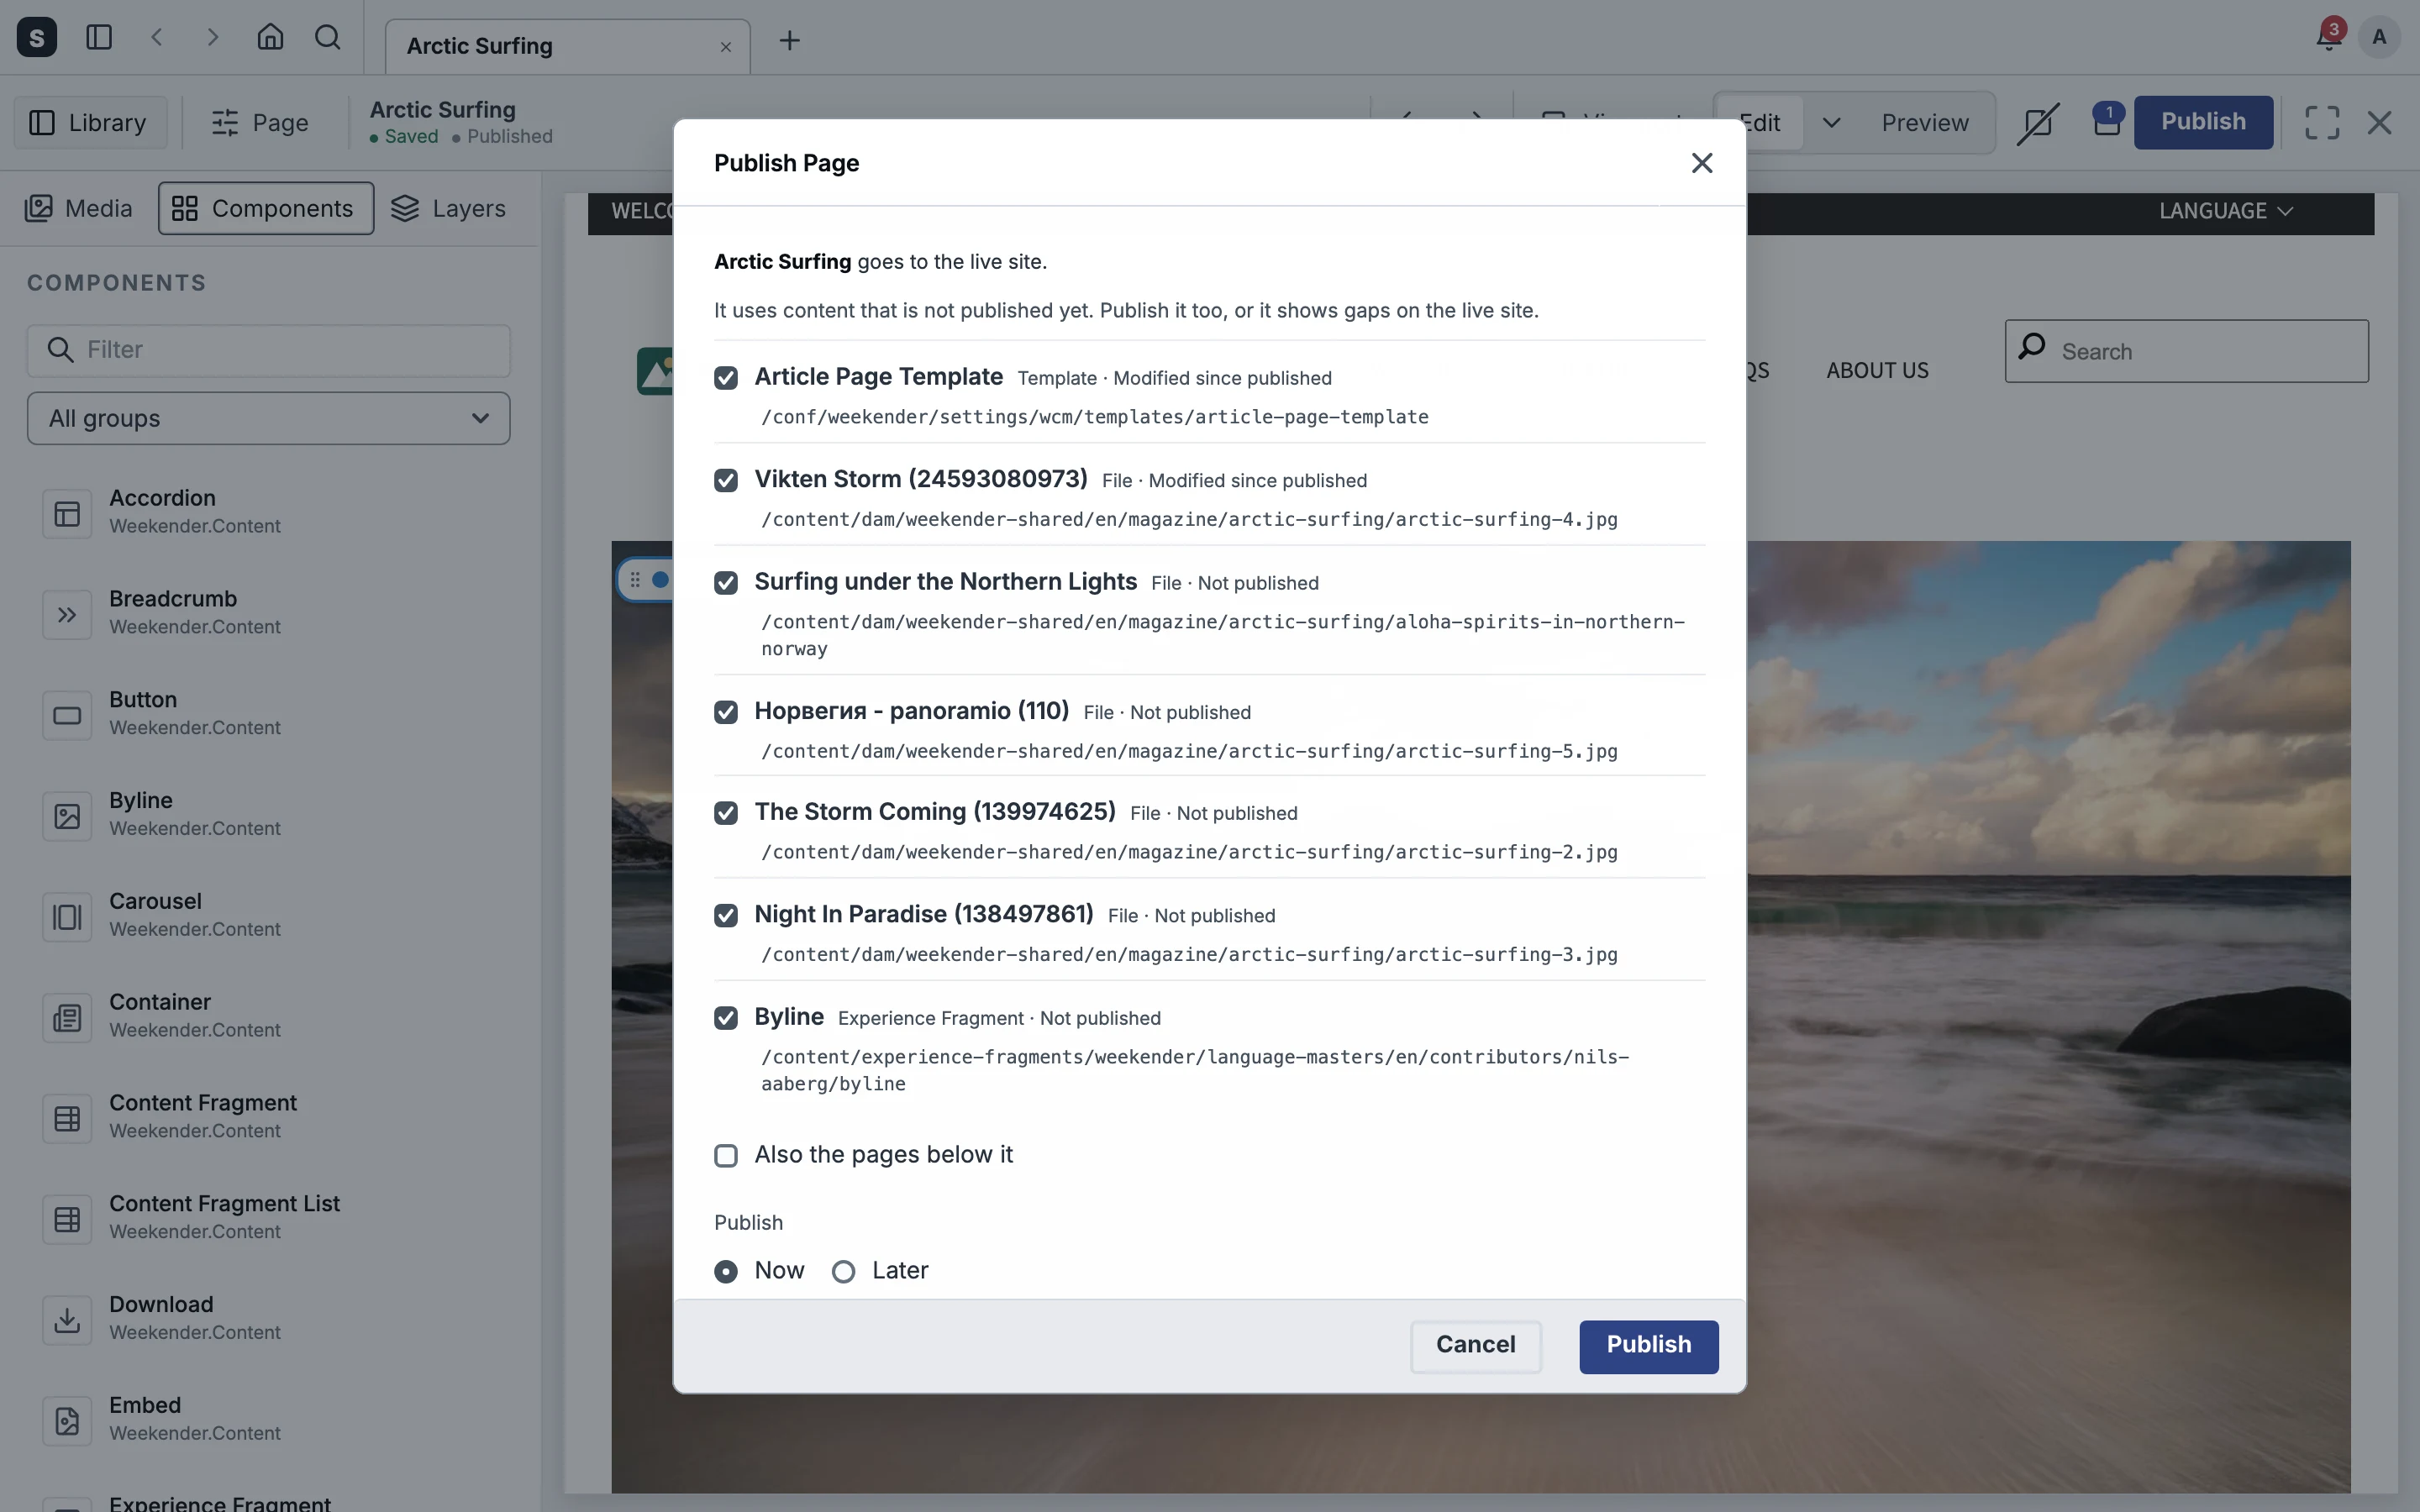 S
Arctic Surfing
3
A
Library
Page
Arctic Surfing
Saved
Published
Edit
Preview
1
Publish
Media
Components
Layers
COMPONENTS
Filter
All groups
Accordion
Weekender.Content
Breadcrumb
Weekender.Content
Button
Weekender.Content
Byline
Weekender.Content
Carousel
Weekender.Content
Container
Weekender.Content
Content Fragment
Weekender.Content
Content Fragment List
Weekender.Content
Download
Weekender.Content
Embed
Weekender.Content
Experience Fragment
LANGUAGE
ABOUT US
Search
Publish Page
Arctic Surfing goes to the live site.
It uses content that is not published yet. Publish it too, or it shows gaps on the live site.
Article Page Template Template · Modified since published
/conf/weekender/settings/wcm/templates/article-page-template
Vikten Storm (24593080973) File · Modified since published
/content/dam/weekender-shared/en/magazine/arctic-surfing/arctic-surfing-4.jpg
Surfing under the Northern Lights File · Not published
/content/dam/weekender-shared/en/magazine/arctic-surfing/aloha-spirits-in-northern-
norway
Норвегия - panoramio (110) File · Not published
/content/dam/weekender-shared/en/magazine/arctic-surfing/arctic-surfing-5.jpg
The Storm Coming (139974625) File · Not published
/content/dam/weekender-shared/en/magazine/arctic-surfing/arctic-surfing-2.jpg
Night In Paradise (138497861) File · Not published
/content/dam/weekender-shared/en/magazine/arctic-surfing/arctic-surfing-3.jpg
Byline Experience Fragment · Not published
/content/experience-fragments/weekender/language-masters/en/contributors/nils-
aaberg/byline
Also the pages below it
Publish
Now
Later
Cancel
Publish